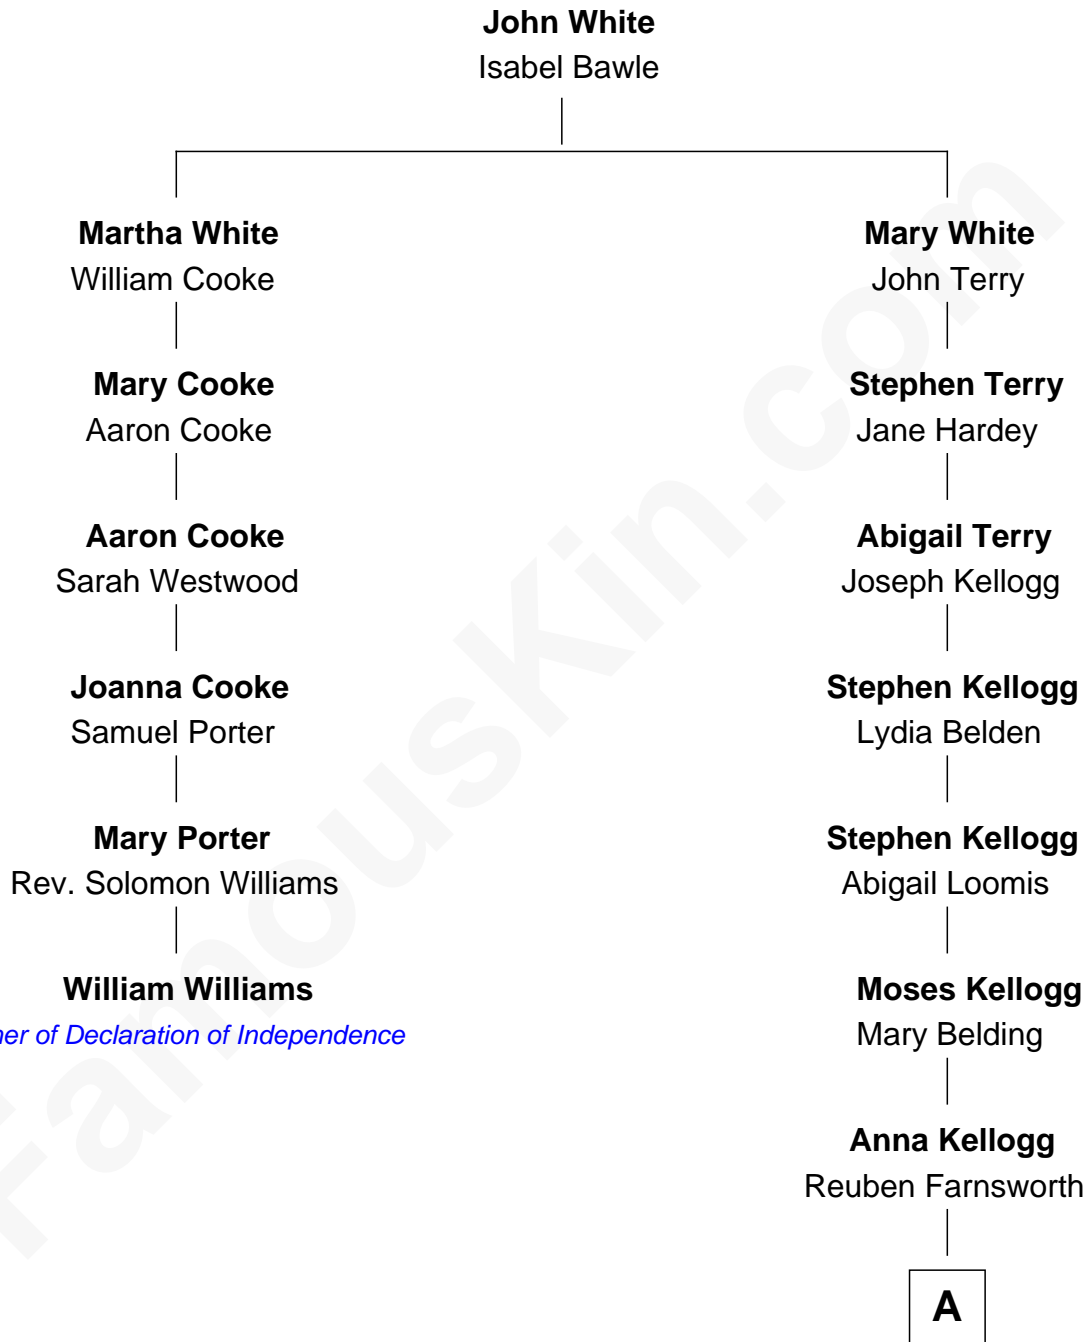 John White
Isabel Bawle
Martha White
William Cooke
Mary Cooke
Aaron Cooke
Aaron Cooke
Sarah Westwood
Joanna Cooke
Samuel Porter
Mary Porter
Rev. Solomon Williams
William Williams
of Declaration of Independence
Mary White
John Terry
Stephen Terry
Jane Hardey
Abigail Terry
Joseph Kellogg
Stephen Kellogg
Lydia Belden
Stephen Kellogg
Abigail Loomis
Moses Kellogg
Mary Belding
Anna Kellogg
Reuben Farnsworth
A
FamousKin.com